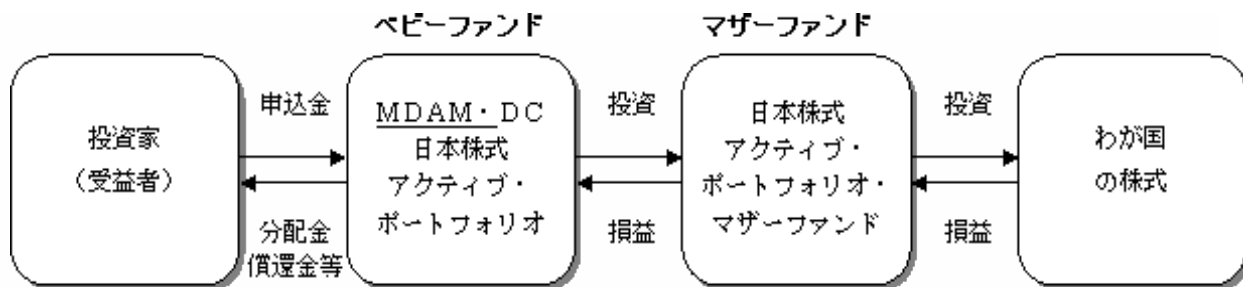 ベビーファンド
マザーファンド
投資家
（受益者）
申込金
分配金
償還金等
ＭＤＡＭ・ＤＣ
日本株式
アクティブ・
ポートフォリオ
投資
損益
日本株式
アクティブ・
ポートフォリオ・
マザーファンド
投資
損益
わが国
の株式